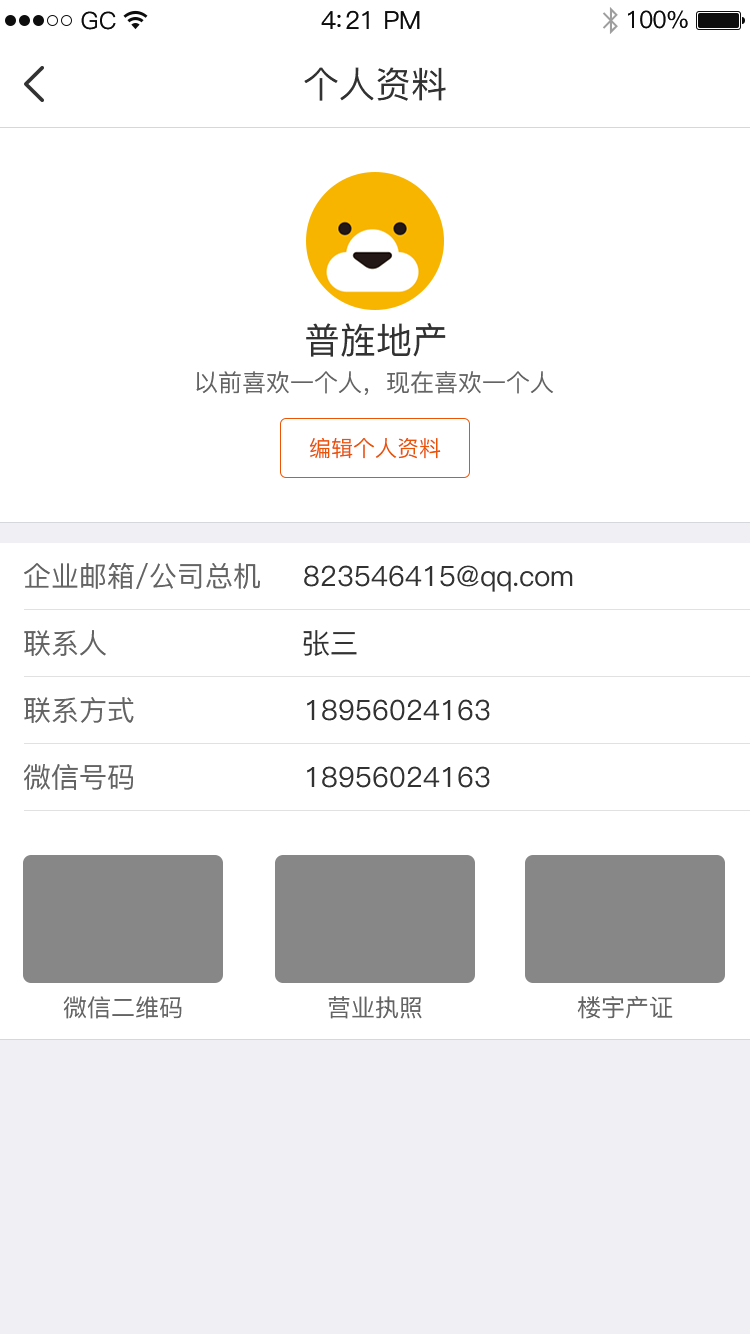 GC 4:21 PM 100%
个人资料
普旌地产
以前喜欢一个人，现在喜欢一个人
编辑个人资料
企业邮箱/公司总机 823546415@qq.com
联系人 张三
联系方式 18956024163
微信号码 18956024163
微信二维码 营业执照 楼宇产证